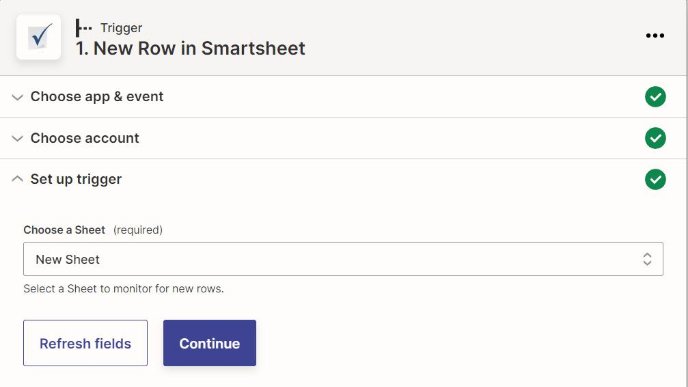 Trigger
1. New Row in Smartsheet
Choose app & event
Choose account
Set up trigger
Choose a Sheet (required)
New Sheet
Select a Sheet to monitor for new rows.
Refresh fields
Continue